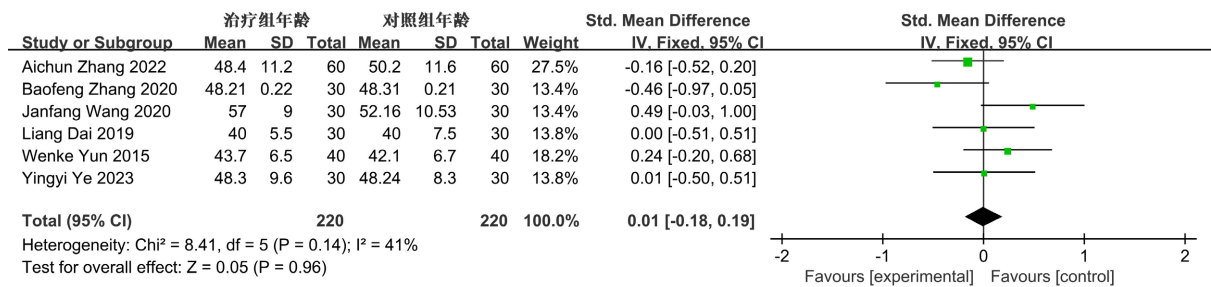 治疗组年龄 对照组年龄 Std. Mean Difference Std. Mean Difference
Study or Subgroup Mean SD Total Mean SD Total Weight IV, Fixed, 95% CI IV, Fixed, 95% CI
Aichun Zhang 2022 48.4 11.2 60 50.2 11.6 60 27.5% -0.16 [-0.52, 0.20]
Baofeng Zhang 2020 48.21 0.22 30 48.31 0.21 30 13.4% -0.46 [-0.97, 0.05]
Janfang Wang 2020 57 9 30 52.16 10.53 30 13.4% 0.49 [-0.03, 1.00]
Liang Dai 2019 40 5.5 30 40 7.5 30 13.8% 0.00 [-0.51, 0.51]
Wenke Yun 2015 43.7 6.5 40 42.1 6.7 40 18.2% 0.24 [-0.20, 0.68]
Yingyi Ye 2023 48.3 9.6 30 48.24 8.3 30 13.8% 0.01 [-0.50, 0.51]
Total (95% CI) 220 220 100.0% 0.01 [-0.18, 0.19]
Heterogeneity: Chi² = 8.41, df = 5 (P = 0.14); I² = 41%
Test for overall effect: Z = 0.05 (P = 0.96)
-2 -1 0 1 2
Favours [experimental] Favours [control]